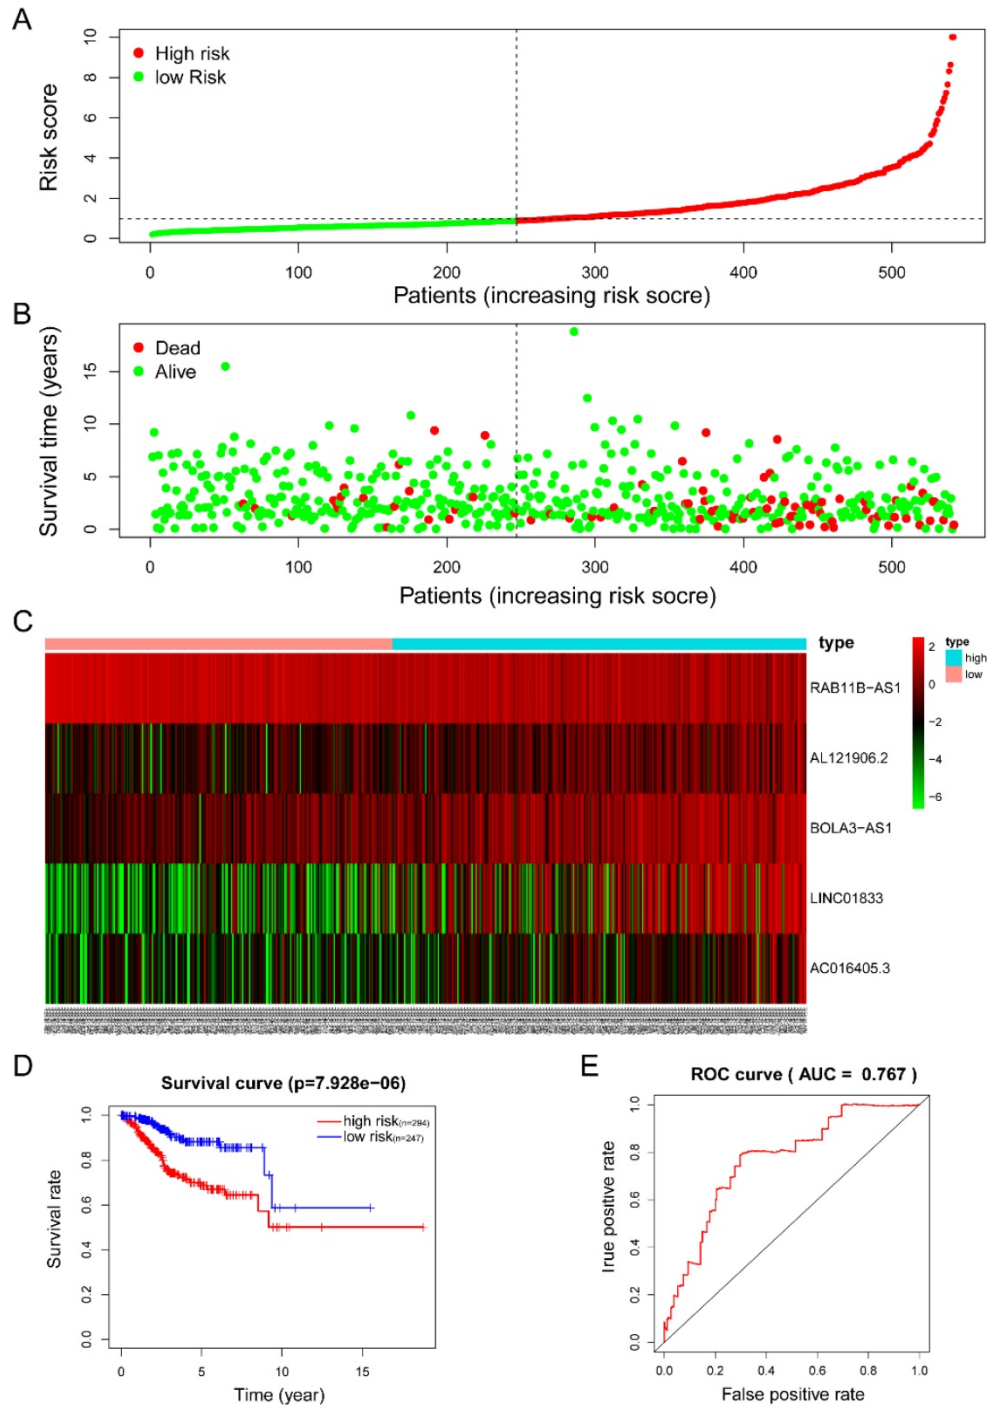 A
Risk score
0
2
4
6
8
10
High risk
low Risk
0
100
200
300
400
500
Patients (increasing risk socre)
B
Survival time (years)
0
5
10
15
Dead
Alive
0
100
200
300
400
500
Patients (increasing risk socre)
C
type
RAB11B−AS1
AL121906.2
BOLA3−AS1
LINC01833
AC016405.3
2
0
−2
−4
−6
type
high
low
D
Survival curve (p=7.928e−06)
Survival rate
0.0
0.2
0.4
0.6
0.8
1.0
high risk(n=294)
low risk(n=247)
0
5
10
15
Time (year)
E
ROC curve ( AUC = 0.767 )
True positive rate
0.0
0.2
0.4
0.6
0.8
1.0
0.0
0.2
0.4
0.6
0.8
1.0
False positive rate